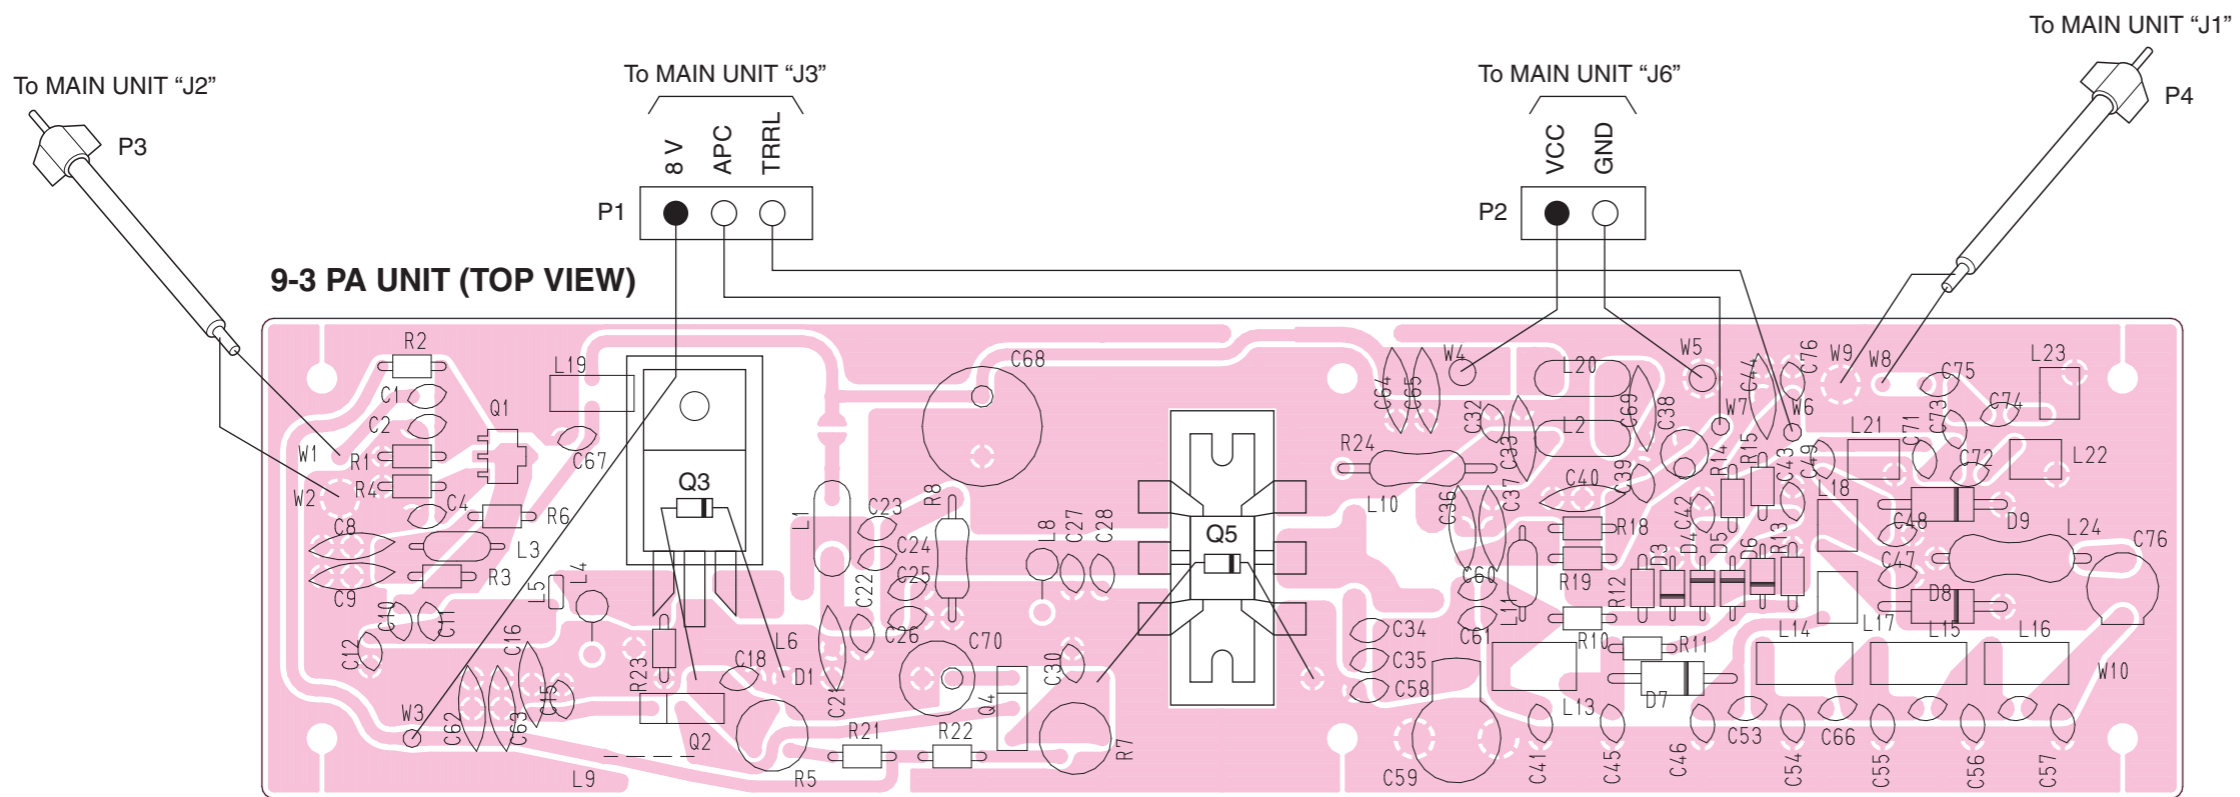 To MAIN UNIT “J1”
To MAIN UNIT “J2”
To MAIN UNIT “J3”
To MAIN UNIT “J6”
P3
P4
8 V
APC
TRRL
VCC
GND
P1
P2
9-3 PA UNIT (TOP VIEW)
R2
L19
C1
C2
Q1
W1
R1
W2
R4
C4
C67
R6
C8
L3
C9
R3
L5
L4
C10
C11
C12
C16
C15
W3
C62
C63
L9
Q3
R23
Q2
C18
L6
D1
R5
C21
L1
C23
C24
C25
C22
C26
R8
C68
L8
C27
C28
C70
Q4
C30
R21
R22
R7
Q5
C64
C65
W4
C32
C33
L20
L2
C69
C38
W5
W7
C44
C76
W6
W9
W8
C75
L23
C74
C73
C71
L21
C72
L22
R24
L10
C36
C37
C40
C39
R14
R15
C43
C49
L18
C42
R18
R19
C60
L11
C61
R12
D3
D4
D5
D6
R13
C48
C47
D9
L24
C76
D8
C34
C35
C58
R10
R11
L13
D7
L14
L17
L15
L16
W10
C59
C41
C45
C46
C53
C54
C66
C55
C56
C57